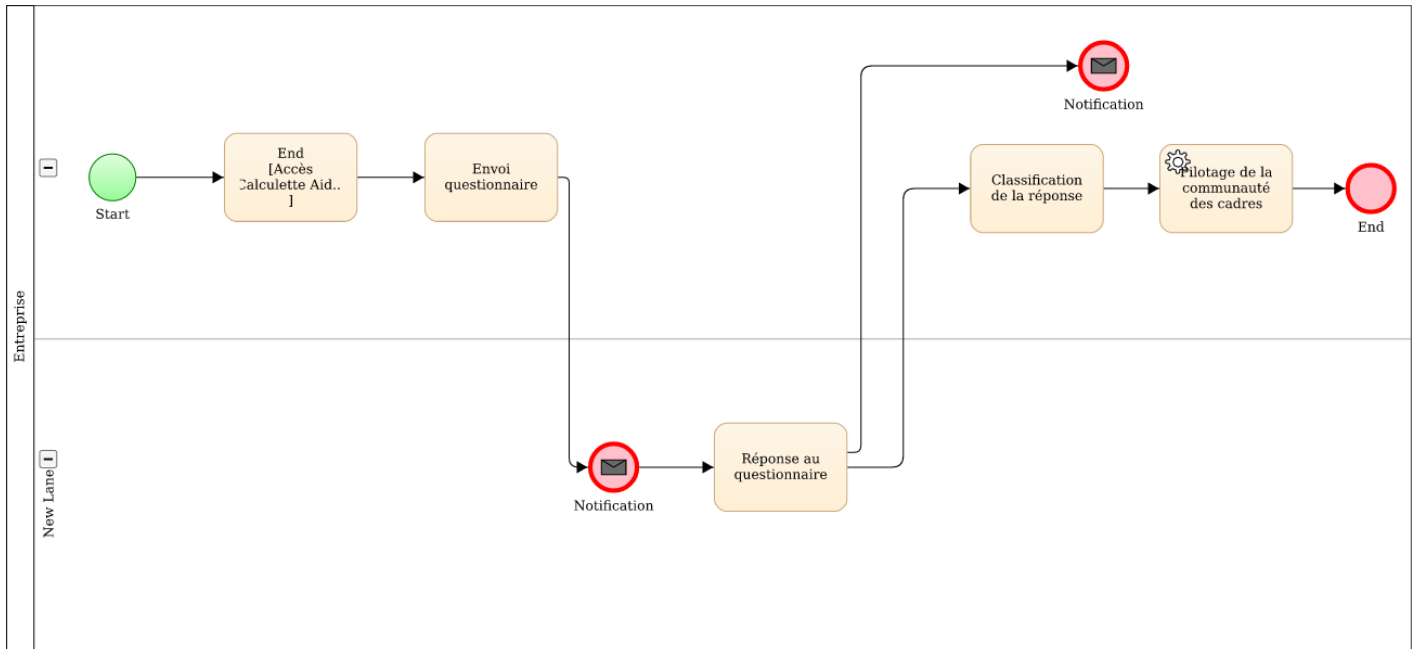 Entreprise
New Lane
Start
End
[Accès
Calculette Aid..
]
Envoi
questionnaire
Notification
Réponse au
questionnaire
Notification
Classification
de la réponse
Pilotage de la
communauté
des cadres
End